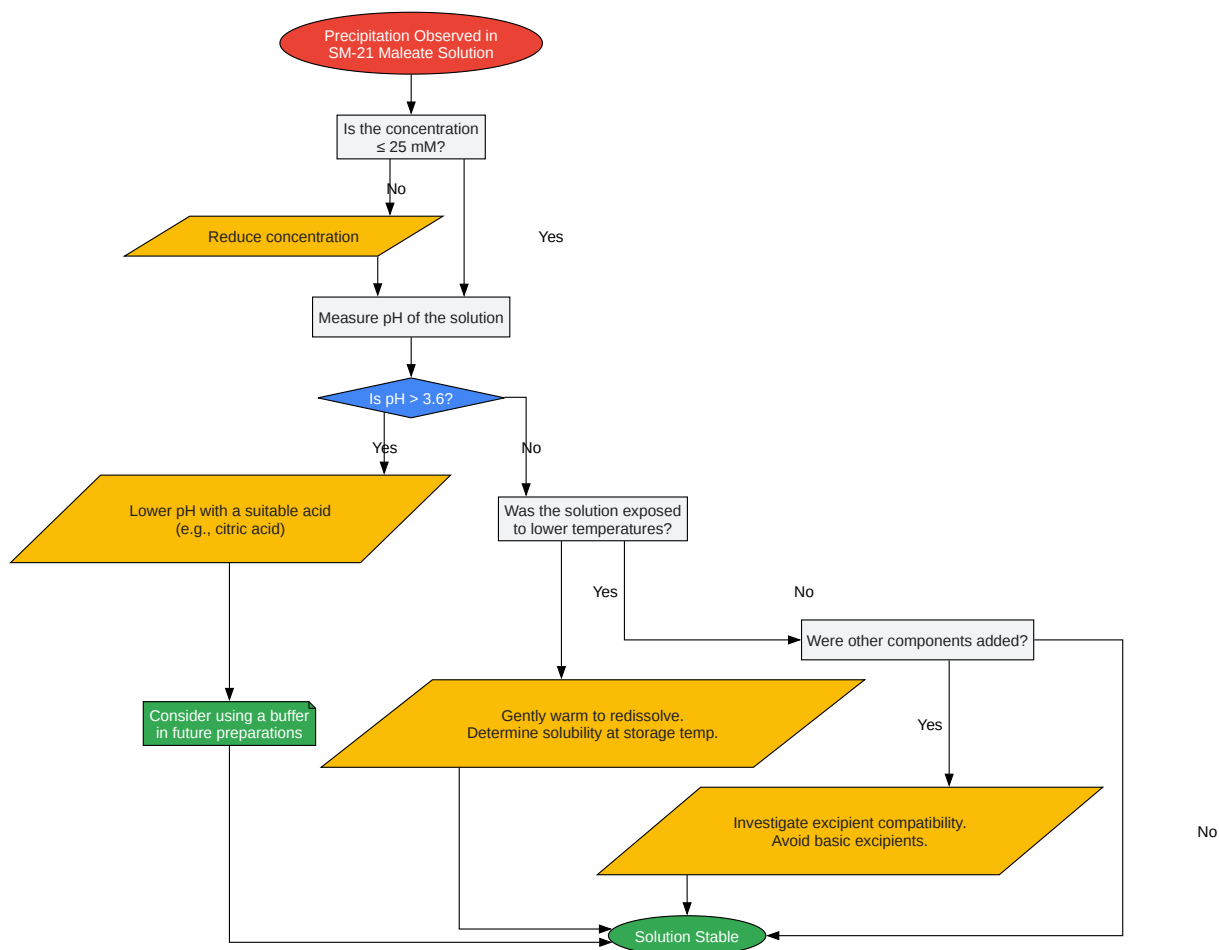 Precipitation Observed in
SM-21 Maleate Solution
Is the concentration
≤ 25 mM?
No
Reduce concentration
Yes
Measure pH of the solution
Is pH > 3.6?
Yes
No
Lower pH with a suitable acid
(e.g., citric acid)
Was the solution exposed
to lower temperatures?
Yes
No
Were other components added?
Consider using a buffer
in future preparations
Gently warm to redissolve.
Determine solubility at storage temp.
Yes
Investigate excipient compatibility.
Avoid basic excipients.
No
Solution Stable